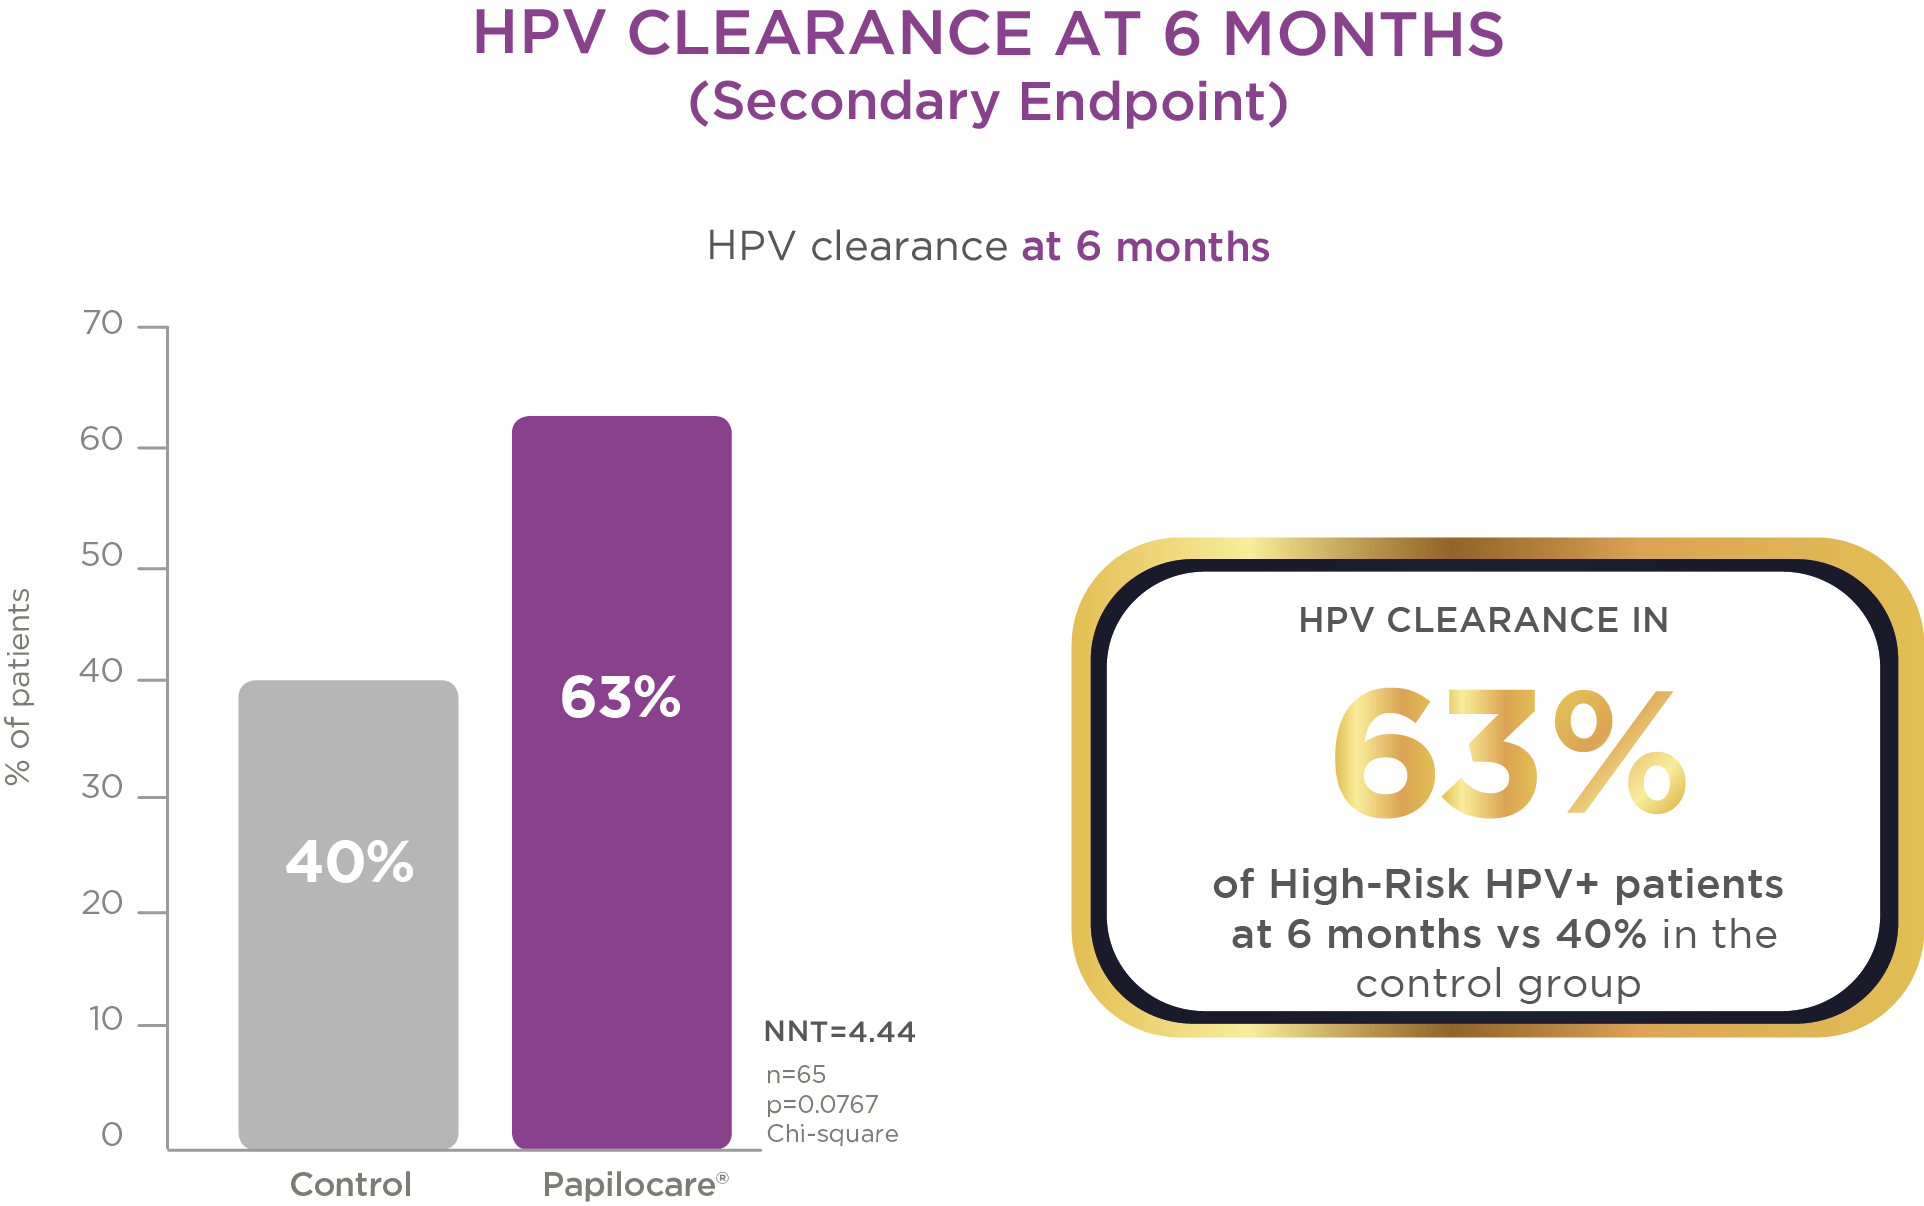 HPV CLEARANCE AT 6 MONTHS
(Secondary Endpoint)
HPV clearance at 6 months
% of patients
70
60
50
40
30
20
10
0
40%
63%
Control
Papilocare®
NNT=4.44
n=65
p=0.0767
Chi-square
HPV CLEARANCE IN
63%
of High-Risk HPV+ patients
at 6 months vs 40% in the
control group